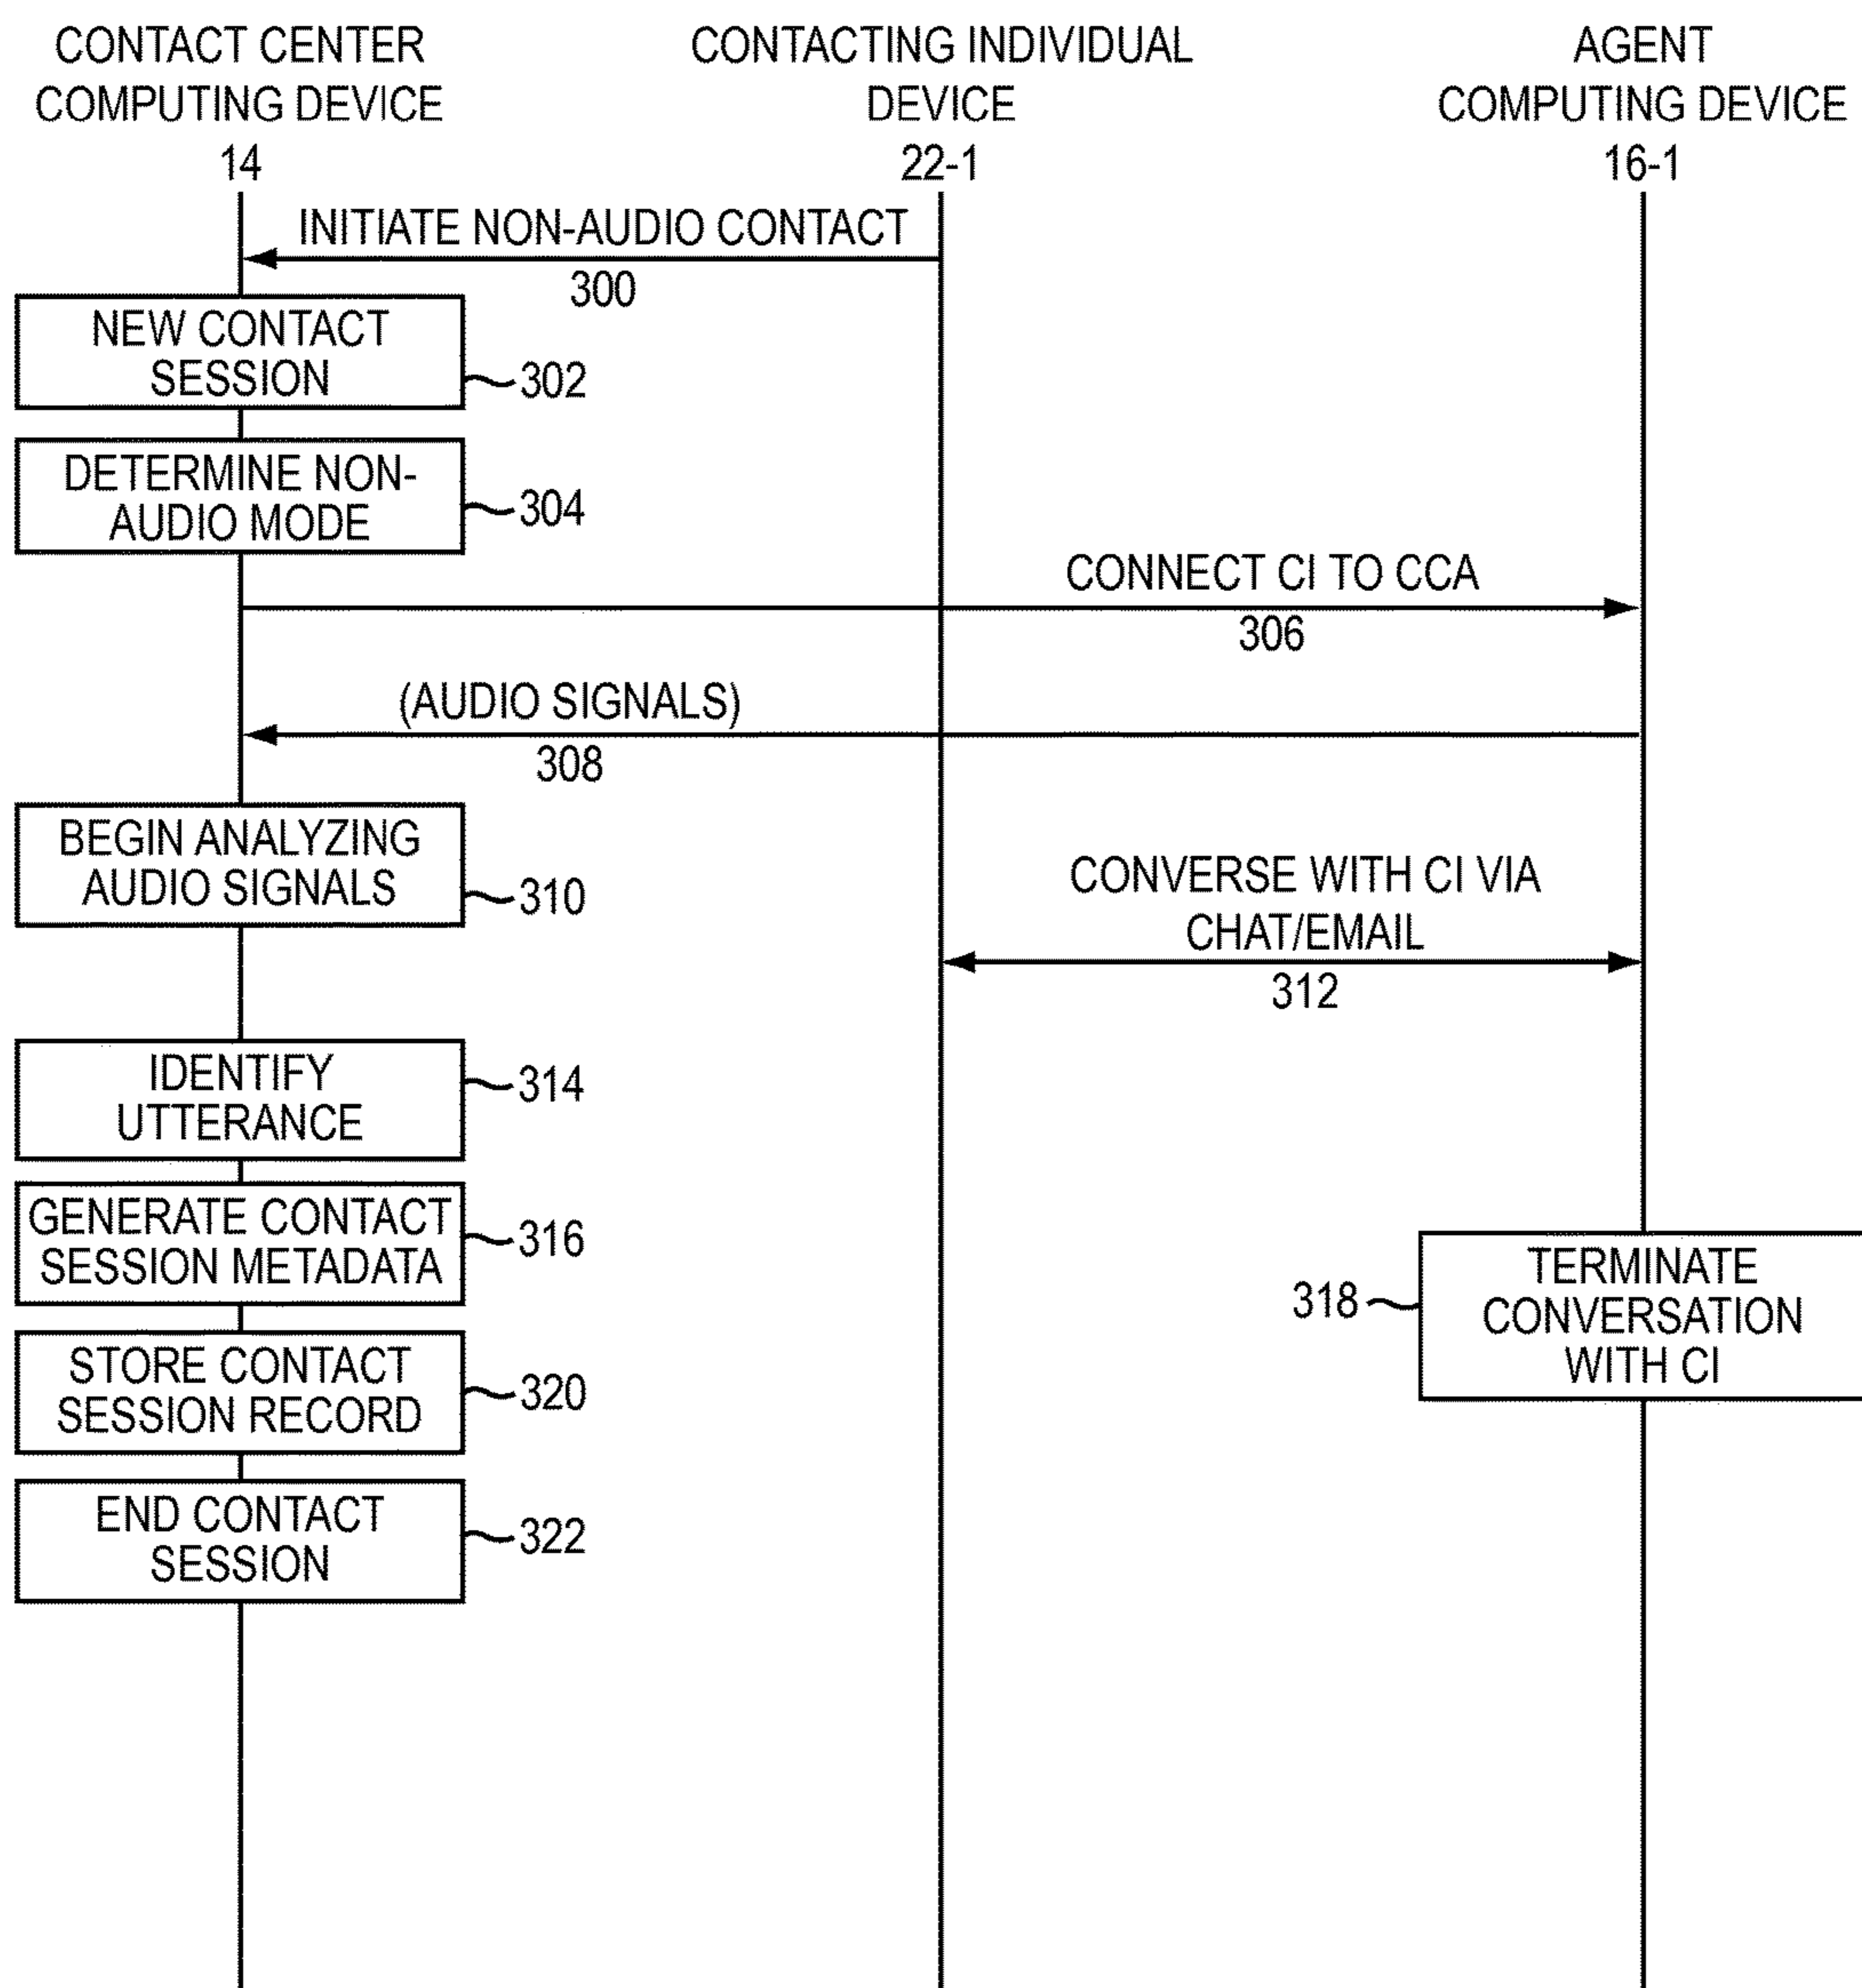 CONTACT CENTER
COMPUTING DEVICE
14
CONTACTING INDIVIDUAL
DEVICE
22-1
AGENT
COMPUTING DEVICE
16-1
INITIATE NON-AUDIO CONTACT
300
NEW CONTACT
SESSION
302
DETERMINE NON-
AUDIO MODE
304
CONNECT CI TO CCA
306
(AUDIO SIGNALS)
308
BEGIN ANALYZING
AUDIO SIGNALS
310
CONVERSE WITH CI VIA
CHAT/EMAIL
312
IDENTIFY
UTTERANCE
314
GENERATE CONTACT
SESSION METADATA
316
318
TERMINATE
CONVERSATION
WITH CI
STORE CONTACT
SESSION RECORD
320
END CONTACT
SESSION
322